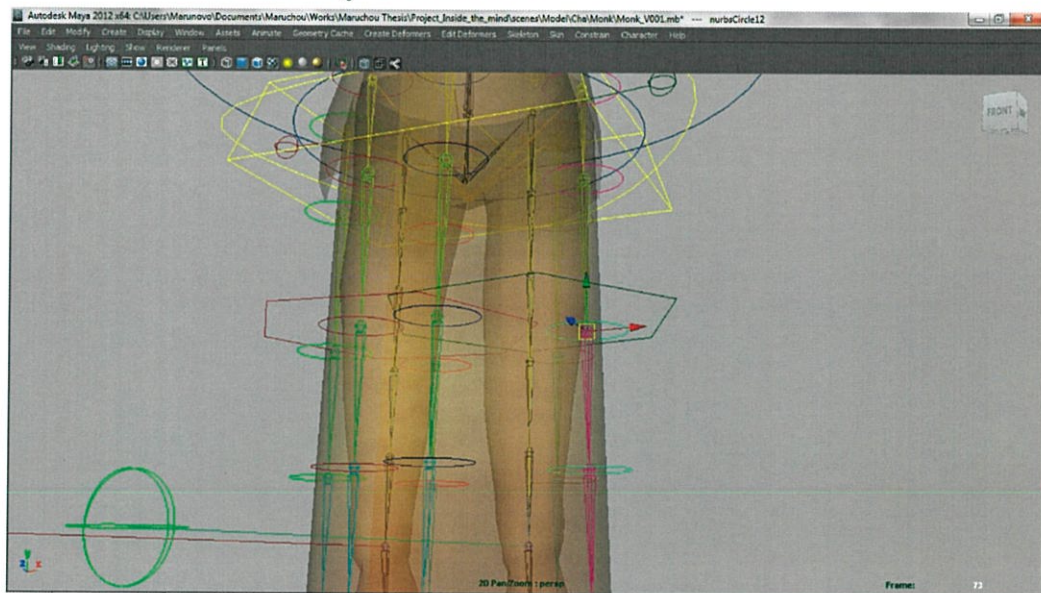 Autodesk Maya 2012 x64: C:\Users\Marunovo\Documents\Maruchou\Works\Maruchou Thesis\Project_Inside_the_mind\scenes\Model\Cha\Monk\Monk_V001.mb* --- nurbsCircle12
File Edit Modify Create Display Window Assets Animate Geometry Cache Create Deformers Edit Deformers Skeleton Skin Constrain Character Help
View Shading Lighting Show Renderer Panels
FRONT
2D Pan/Zoom : persp
Frame: 73